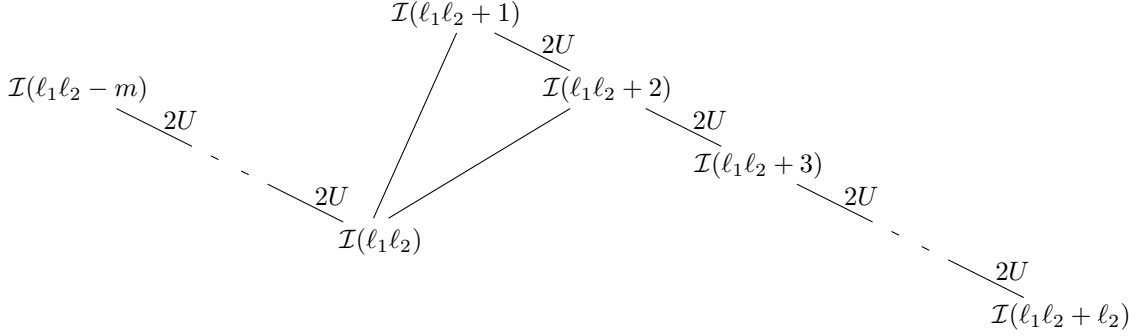 ℐ(ℓ₁ℓ₂ + 1)
2U
ℐ(ℓ₁ℓ₂ − m)
ℐ(ℓ₁ℓ₂ + 2)
2U
2U
ℐ(ℓ₁ℓ₂ + 3)
2U
2U
ℐ(ℓ₁ℓ₂)
2U
ℐ(ℓ₁ℓ₂ + ℓ₂)